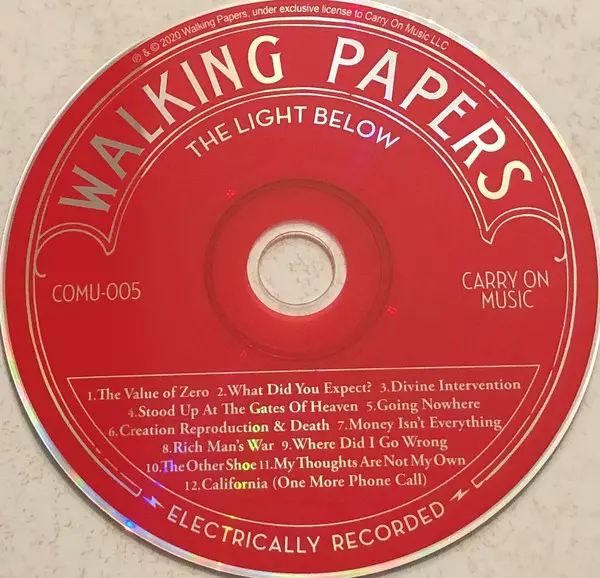 ℗ & © 2020 Walking Papers, under exclusive license to Carry On Music LLC
WALKING PAPERS
THE LIGHT BELOW
COMU-005
CARRY ON
MUSIC
1.The Value of Zero 2.What Did You Expect? 3.Divine Intervention
4.Stood Up At The Gates Of Heaven 5.Going Nowhere
6.Creation Reproduction & Death 7.Money Isn't Everything
8.Rich Man's War 9.Where Did I Go Wrong
10.The Other Shoe 11.My Thoughts Are Not My Own
12.California (One More Phone Call)
ELECTRICALLY RECORDED